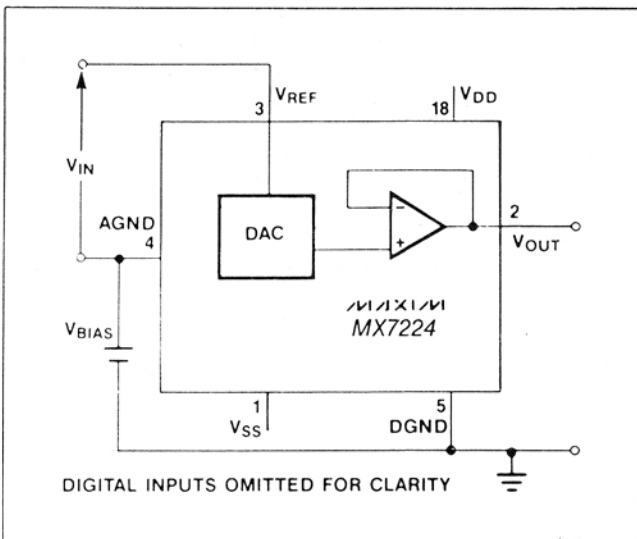 VREF
3
18
VDD
VIN
AGND
4
DAC
-
+
2
VOUT
MAXIM
MX7224
VBIAS
1
VSS
5
DGND
DIGITAL INPUTS OMITTED FOR CLARITY